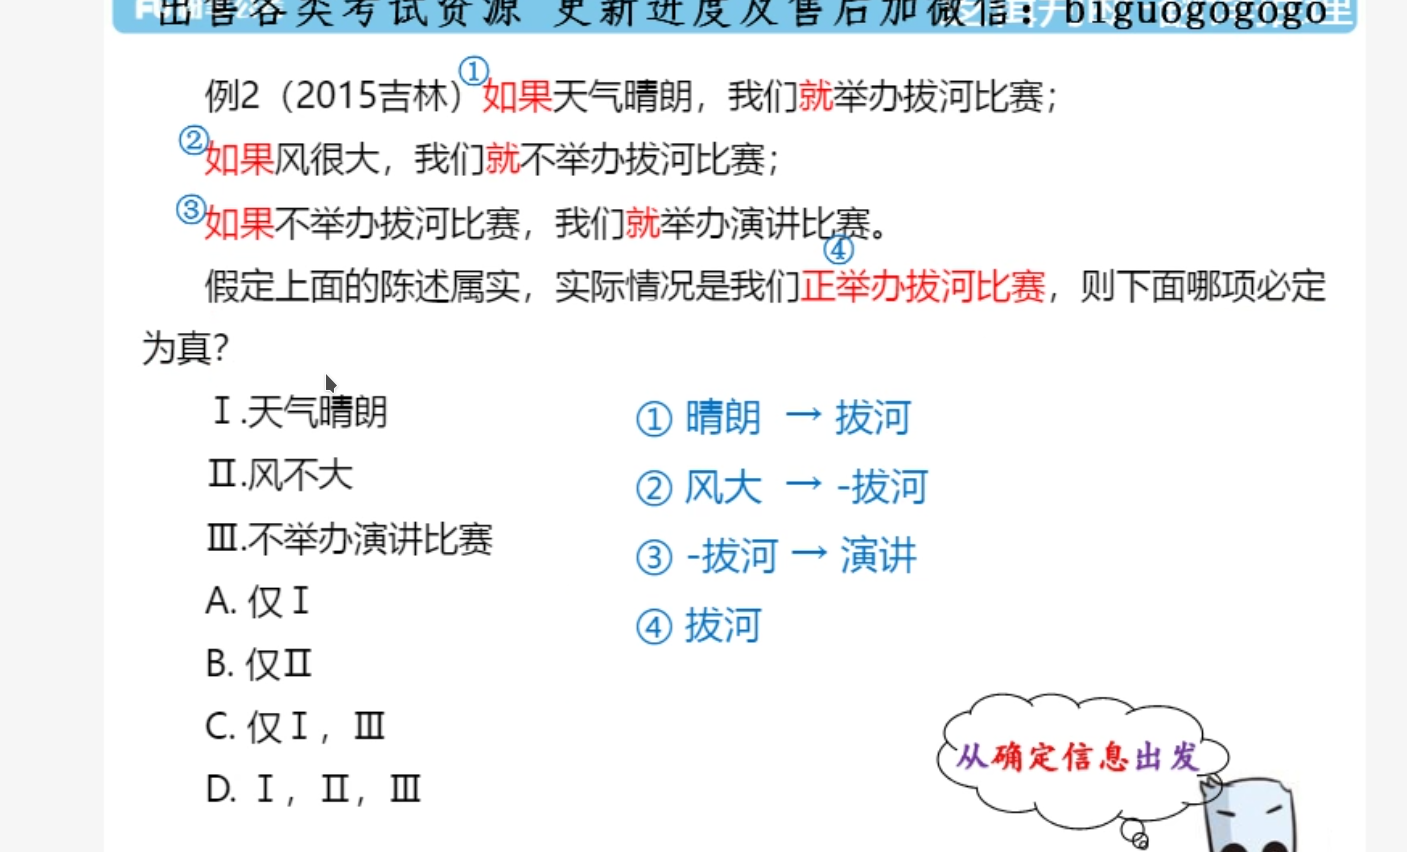 出售各类考试资源 更新进度及售后加微信：biguogogogo
例2（2015吉林）①如果天气晴朗，我们就举办拔河比赛；
②如果风很大，我们就不举办拔河比赛；
③如果不举办拔河比赛，我们就举办演讲比赛。
④
假定上面的陈述属实，实际情况是我们正举办拔河比赛，则下面哪项必定
为真？
Ⅰ.天气晴朗
Ⅱ.风不大
Ⅲ.不举办演讲比赛
A. 仅Ⅰ
B. 仅Ⅱ
C. 仅Ⅰ，Ⅲ
D. Ⅰ，Ⅱ，Ⅲ
① 晴朗 → 拔河
② 风大 → -拔河
③ -拔河 → 演讲
④ 拔河
从确定信息出发